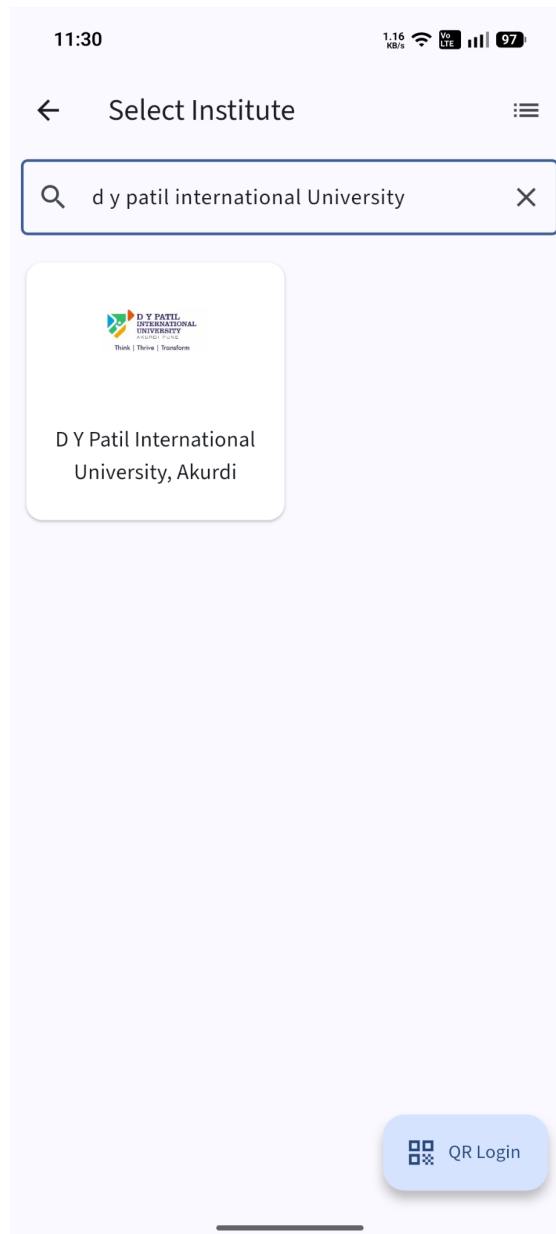 11:30
1.16
KB/s
Vo
LTE
97
Select Institute
d y patil international University
D Y PATIL
INTERNATIONAL
UNIVERSITY
AKURDI PUNE
Think | Thrive | Transform
D Y Patil International
University, Akurdi
QR Login